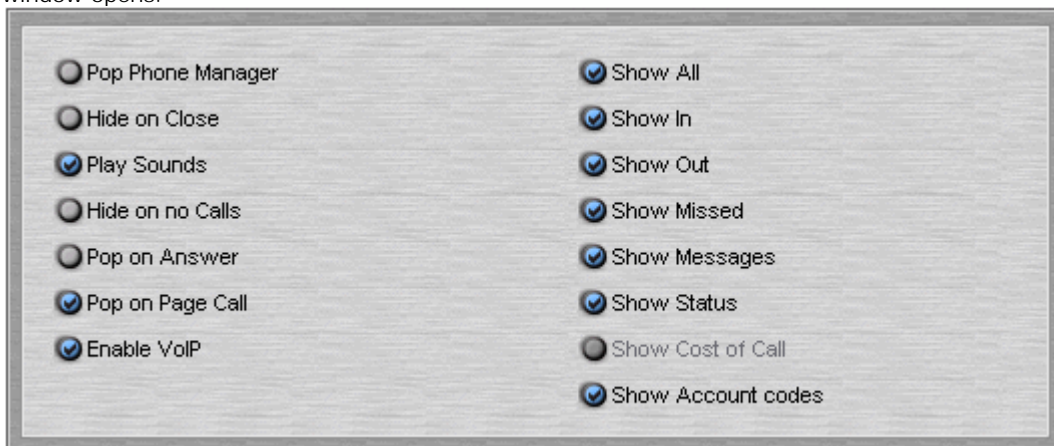 window opens.
Pop Phone Manager
Hide on Close
Play Sounds
Hide on no Calls
Pop on Answer
Pop on Page Call
Enable VoIP
Show All
Show In
Show Out
Show Missed
Show Messages
Show Status
Show Cost of Call
Show Account codes